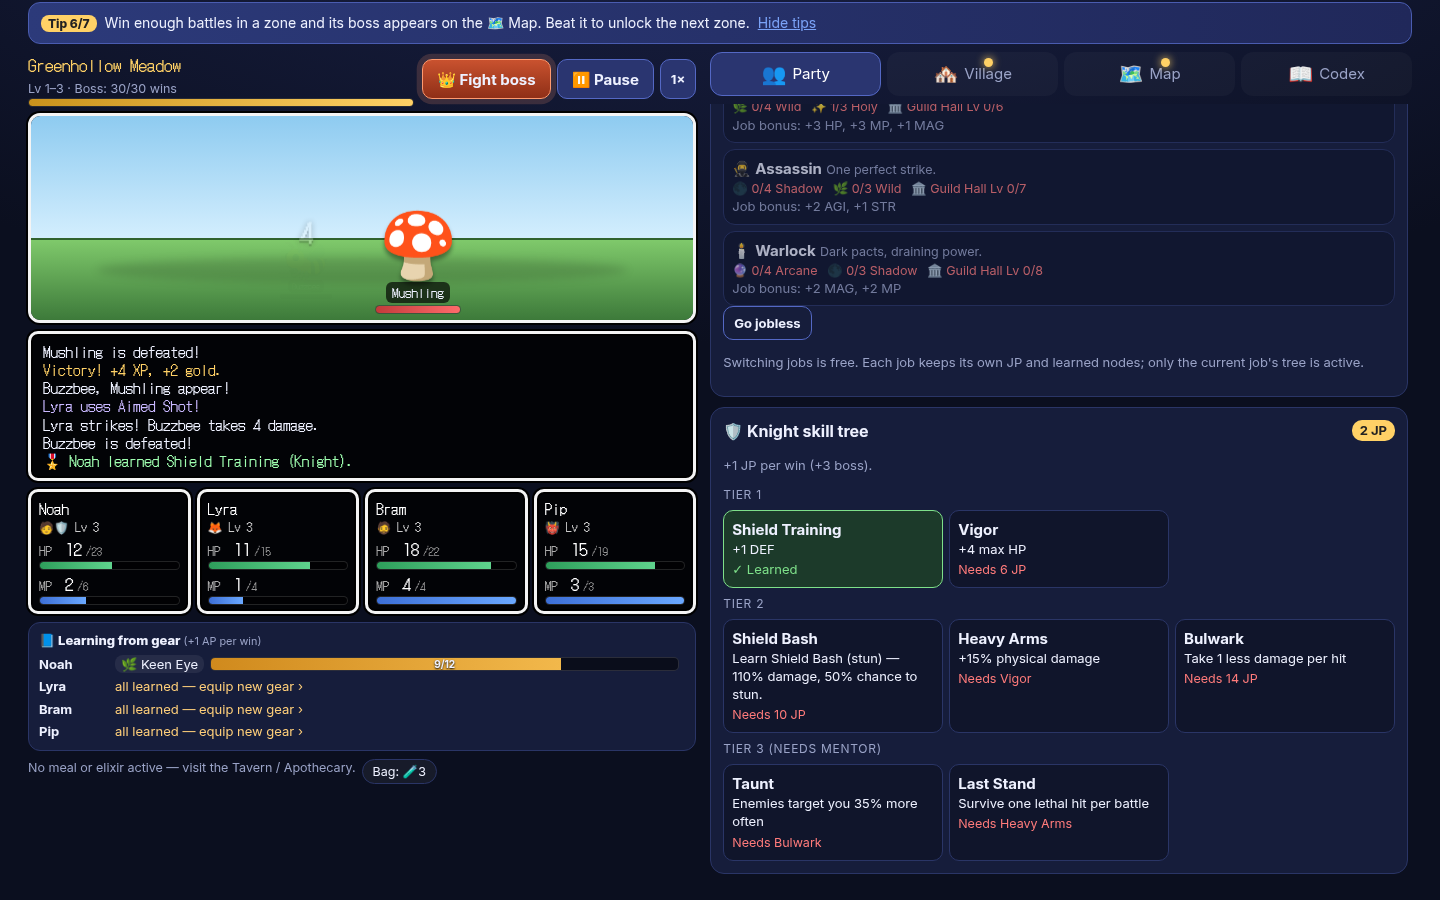 Tip 6/7 Win enough battles in a zone and its boss appears on the 🗺️ Map. Beat it to unlock the next zone. Hide tips
Greenhollow Meadow
Lv 1–3 · Boss: 30/30 wins
👑 Fight boss
⏸️ Pause
1×
4
Mushling
Mushling is defeated!
Victory! +4 XP, +2 gold.
Buzzbee, Mushling appear!
Lyra uses Aimed Shot!
Lyra strikes! Buzzbee takes 4 damage.
Buzzbee is defeated!
🎖️ Noah learned Shield Training (Knight).
Noah
Lv 3
HP 12 /23
MP 2 /6
Lyra
Lv 3
HP 11 /15
MP 1 /4
Bram
Lv 3
HP 18 /22
MP 4 /4
Pip
Lv 3
HP 15 /19
MP 3 /3
📘 Learning from gear (+1 AP per win)
Noah 🌿 Keen Eye 9/12
Lyra all learned — equip new gear ›
Bram all learned — equip new gear ›
Pip all learned — equip new gear ›
No meal or elixir active — visit the Tavern / Apothecary. Bag: 🧪3
👥 Party
🏘️ Village
🗺️ Map
📖 Codex
🌿 0/4 Wild ✨ 1/3 Holy 🏛️ Guild Hall Lv 0/6
Job bonus: +3 HP, +3 MP, +1 MAG
🥷 Assassin One perfect strike.
🌑 0/4 Shadow 🌿 0/3 Wild 🏛️ Guild Hall Lv 0/7
Job bonus: +2 AGI, +1 STR
🕯️ Warlock Dark pacts, draining power.
🔮 0/4 Arcane 🌑 0/3 Shadow 🏛️ Guild Hall Lv 0/8
Job bonus: +2 MAG, +2 MP
Go jobless
Switching jobs is free. Each job keeps its own JP and learned nodes; only the current job's tree is active.
🛡️ Knight skill tree
2 JP
+1 JP per win (+3 boss).
TIER 1
Shield Training
+1 DEF
✓ Learned
Vigor
+4 max HP
Needs 6 JP
TIER 2
Shield Bash
Learn Shield Bash (stun) —
110% damage, 50% chance to
stun.
Needs 10 JP
Heavy Arms
+15% physical damage
Needs Vigor
Bulwark
Take 1 less damage per hit
Needs 14 JP
TIER 3 (NEEDS MENTOR)
Taunt
Enemies target you 35% more
often
Needs Bulwark
Last Stand
Survive one lethal hit per battle
Needs Heavy Arms